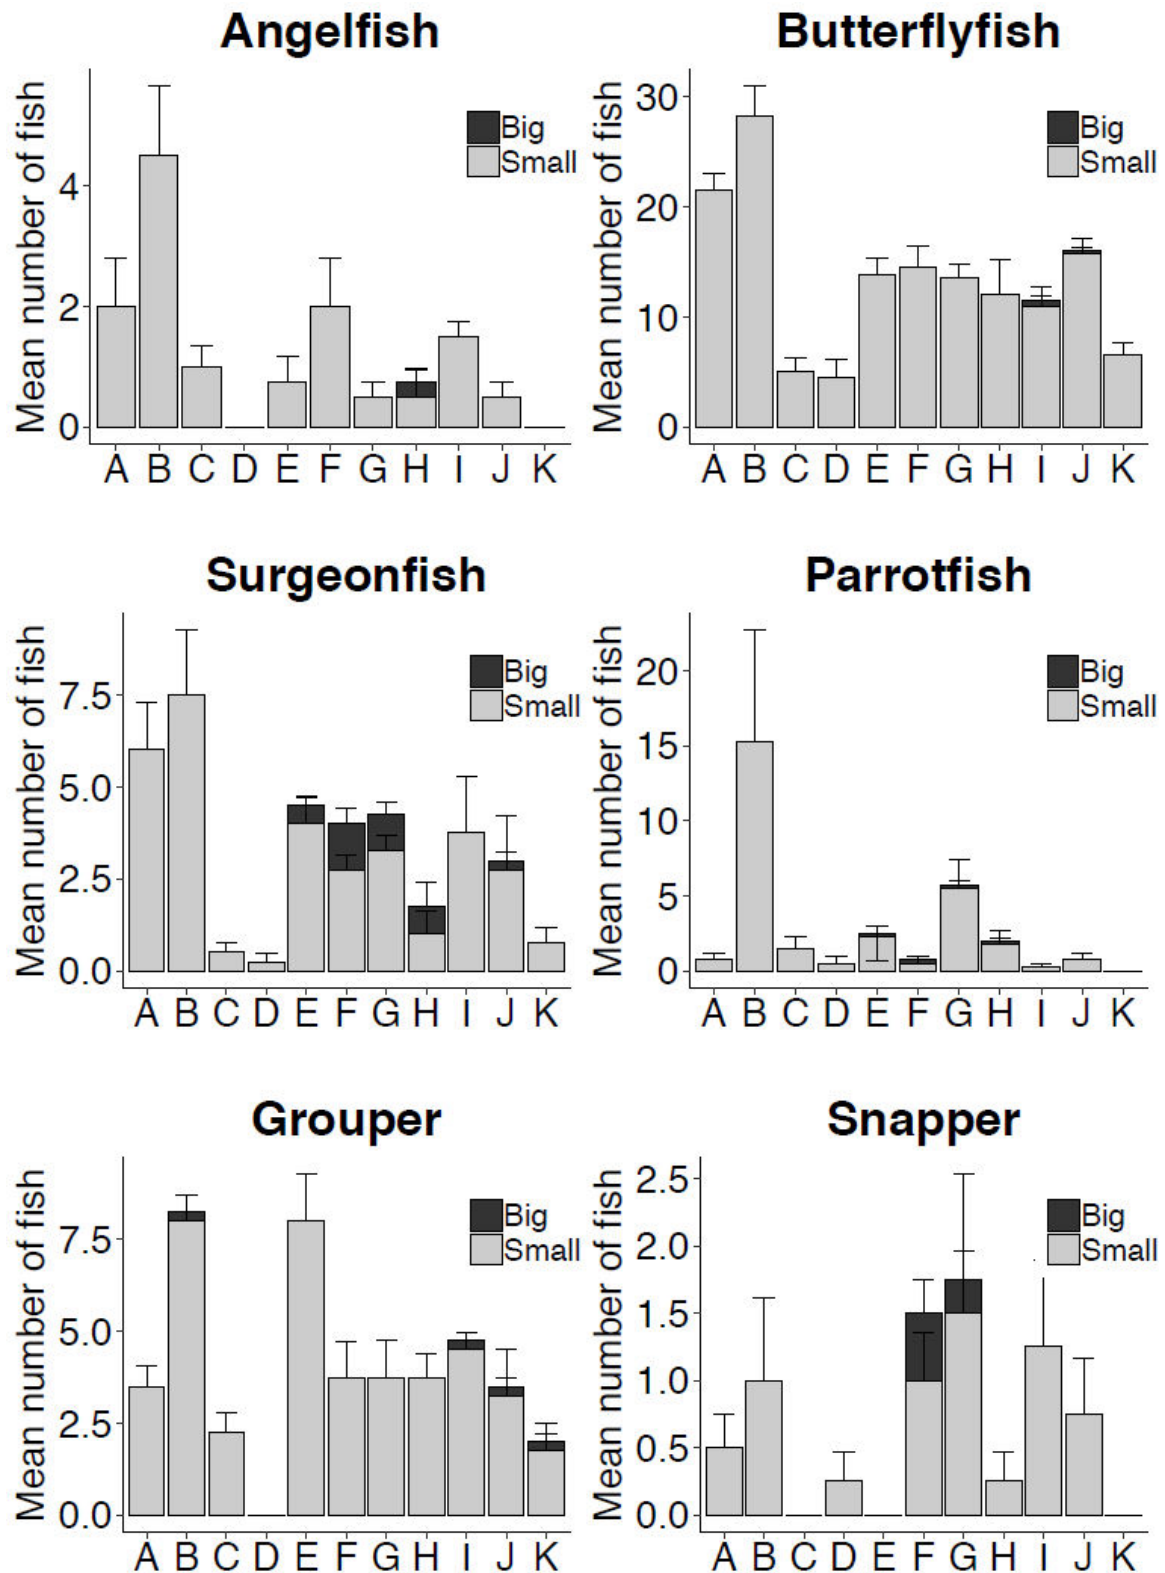 Angelfish
Mean number of fish
4
2
0
Big
Small
A B C D E F G H I J K
Butterflyfish
Mean number of fish
30
20
10
0
Big
Small
A B C D E F G H I J K
Surgeonfish
Mean number of fish
7.5
5.0
2.5
0.0
Big
Small
A B C D E F G H I J K
Parrotfish
Mean number of fish
20
15
10
5
0
Big
Small
A B C D E F G H I J K
Grouper
Mean number of fish
7.5
5.0
2.5
0.0
Big
Small
A B C D E F G H I J K
Snapper
Mean number of fish
2.5
2.0
1.5
1.0
0.5
0.0
Big
Small
A B C D E F G H I J K